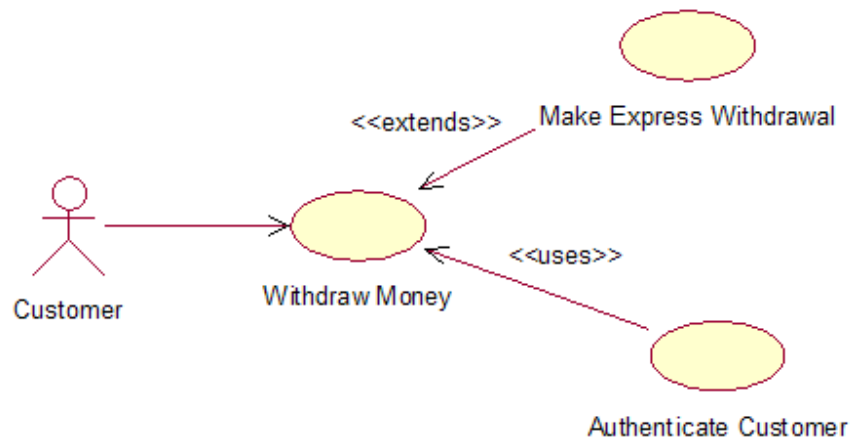 Make Express Withdrawal
<<extends>>
<<uses>>
Withdraw Money
Customer
Authenticate Customer